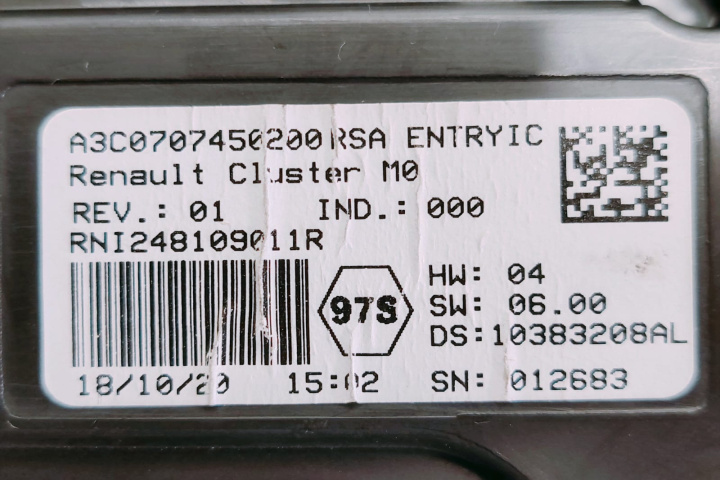 A3C0707450200 RSA ENTRYIC
Renault Cluster M0
REV.: 01 IND.: 000
RNI248109011R
97S
HW: 04
SW: 06.00
DS:10383208AL
18/10/20 15:02 SN: 012683